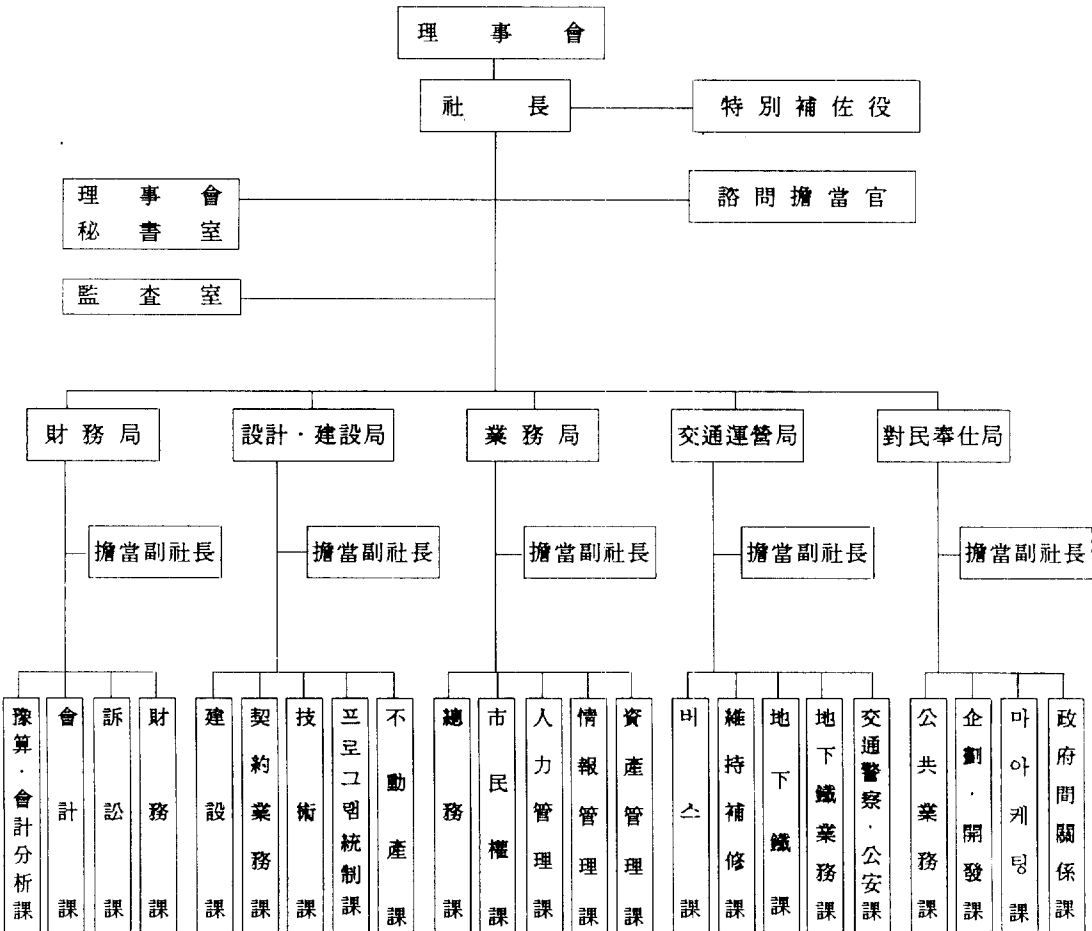 理事會
社長
特別補佐役
理事會
秘書室
諮問擔當官
監査室
財務局
設計·建設局
業務局
交通運營局
對民奉仕局
擔當副社長
擔當副社長
擔當副社長
擔當副社長
擔當副社長
豫算·會計分析課
會計課
訴訟課
財務課
建設課
契約業務課
技術課
프로그램統制課
不動產課
總務課
市民權課
人力管理課
情報管理課
資產管理課
버스課
維持補修課
地下鐵課
地下鐵業務課
交通警察·公安課
公共業務課
企劃·開發課
마아케팅課
政府間關係課